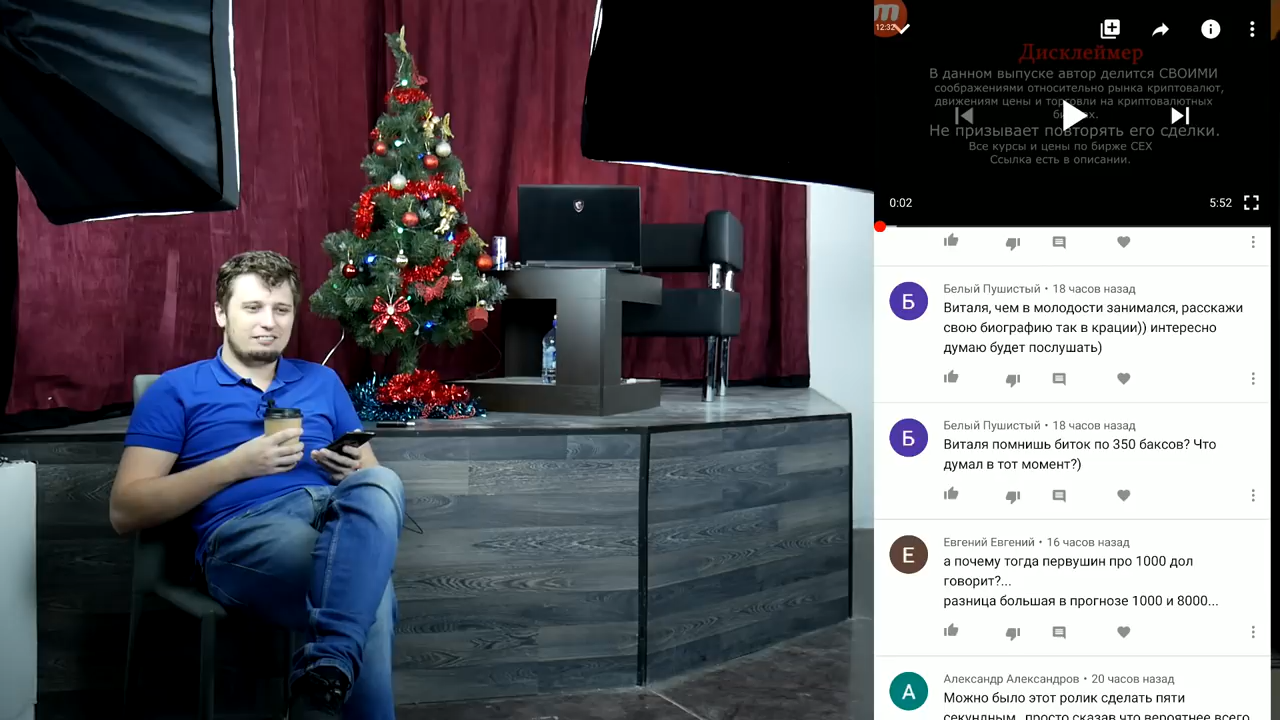 12:32
Дисклеймер
В данном выпуске автор делится СВОИМИ
соображениями относительно рынка криптовалют,
движениям цены и торговли на криптовалютных
Не призывает повторять его сделки.
Все курсы и цены по бирже CEX
Ссылка есть в описании.
0:02
5:52
Белый Пушистый • 18 часов назад
Б
Виталя, чем в молодости занимался, расскажи
свою биографию так в крации)) интересно
думаю будет послушать)
Белый Пушистый • 18 часов назад
Б
Виталя помнишь биток по 350 баксов? Что
думал в тот момент?)
Евгений Евгений • 16 часов назад
Е
а почему тогда первушин про 1000 дол
говорит?...
разница большая в прогнозе 1000 и 8000...
Александр Александров • 20 часов назад
А
Можно было этот ролик сделать пяти
секундным, просто сказав что вероятнее всего